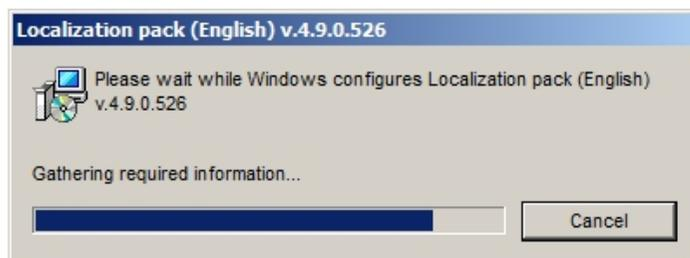 Localization pack (English) v.4.9.0.526
Please wait while Windows configures Localization pack (English)
v.4.9.0.526
Gathering required information...
Cancel